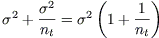 σ² + σ²/n_t = σ² (1 + 1/n_t)